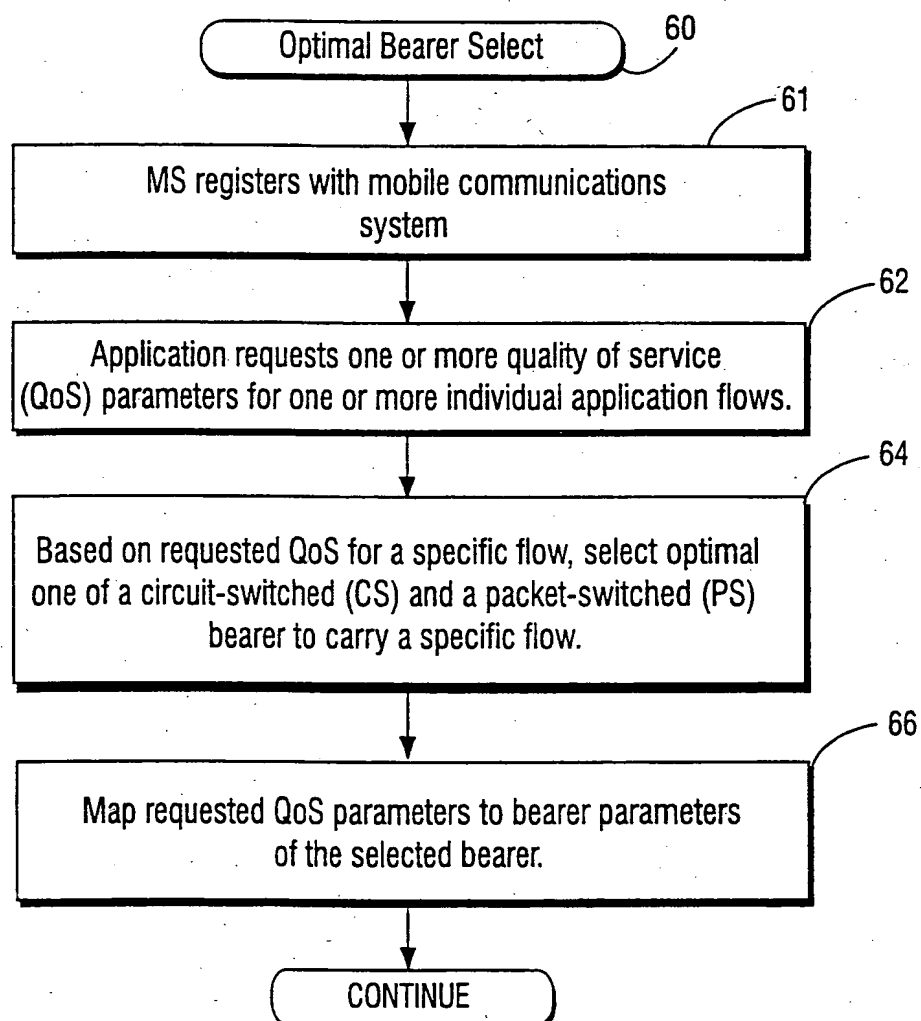 Optimal Bearer Select
60
61
MS registers with mobile communications
system
62
Application requests one or more quality of service
(QoS) parameters for one or more individual application flows.
64
Based on requested QoS for a specific flow, select optimal
one of a circuit-switched (CS) and a packet-switched (PS)
bearer to carry a specific flow.
66
Map requested QoS parameters to bearer parameters
of the selected bearer.
CONTINUE